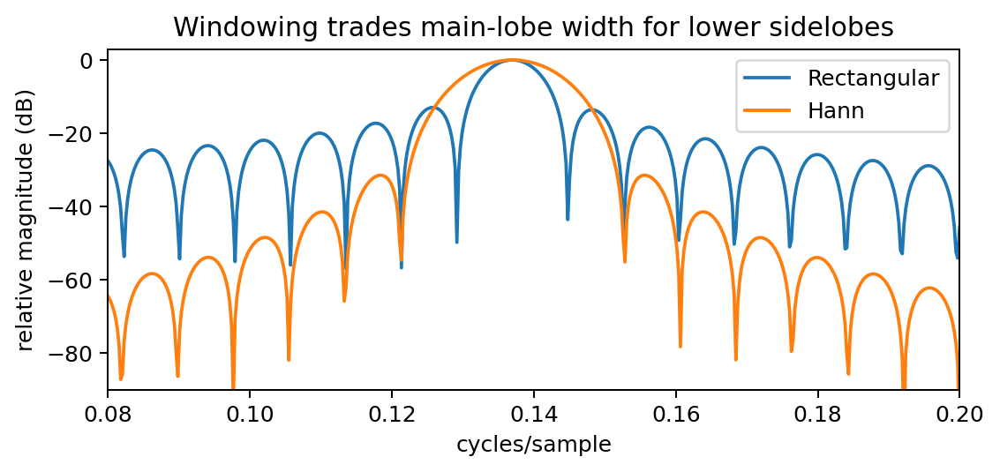 Windowing trades main-lobe width for lower sidelobes
Rectangular
Hann
relative magnitude (dB)
0
−20
−40
−60
−80
0.08 0.10 0.12 0.14 0.16 0.18 0.20
cycles/sample